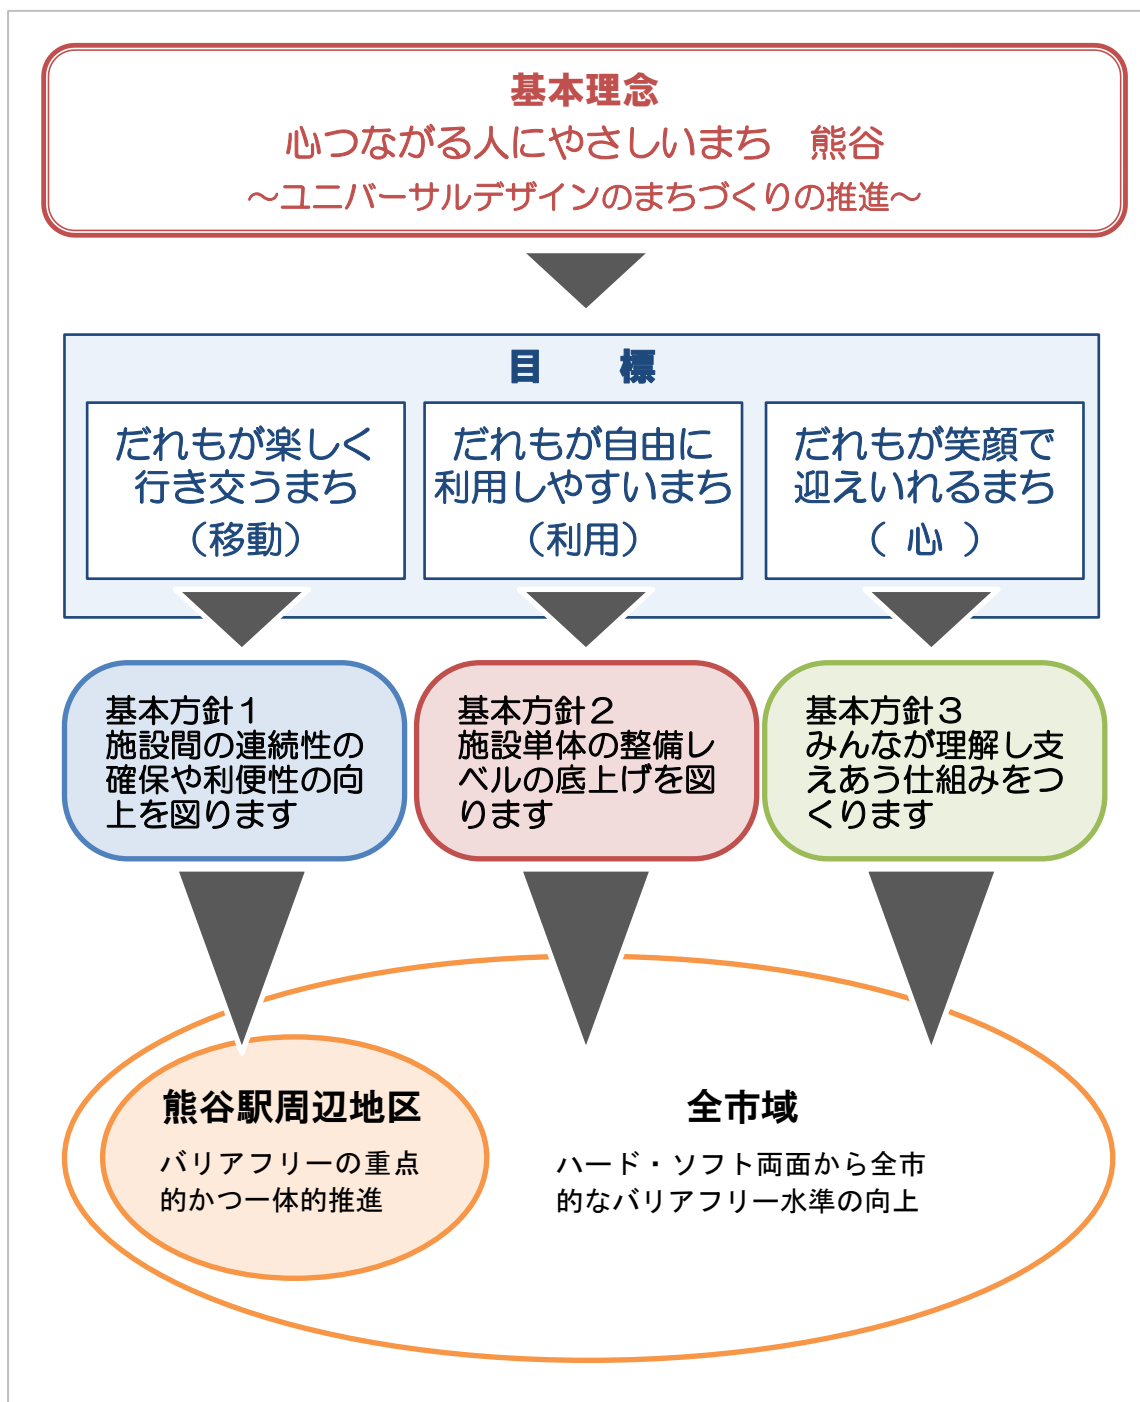 基本理念
心つながる人にやさしいまち　熊谷
～ユニバーサルデザインのまちづくりの推進～
目　　標
だれもが楽しく
行き交うまち
（移動）
だれもが自由に
利用しやすいまち
（利用）
だれもが笑顔で
迎えいれるまち
（ 心 ）
基本方針１
施設間の連続性の
確保や利便性の向
上を図ります
基本方針２
施設単体の整備レ
ベルの底上げを図
ります
基本方針３
みんなが理解し支
えあう仕組みをつ
くります
熊谷駅周辺地区
バリアフリーの重点
的かつ一体的推進
全市域
ハード・ソフト両面から全市
的なバリアフリー水準の向上